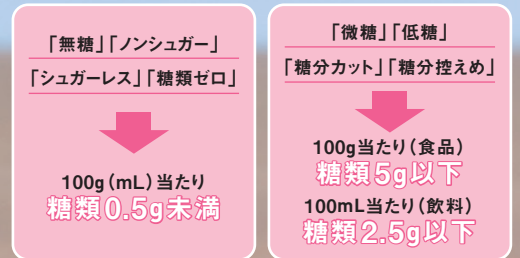 「無糖」「ノンシュガー」
「シュガーレス」「糖類ゼロ」
100g(mL)当たり
糖類0.5g未満
「微糖」「低糖」
「糖分カット」「糖分控えめ」
100g当たり(食品)
糖類5g以下
100mL当たり(飲料)
糖類2.5g以下